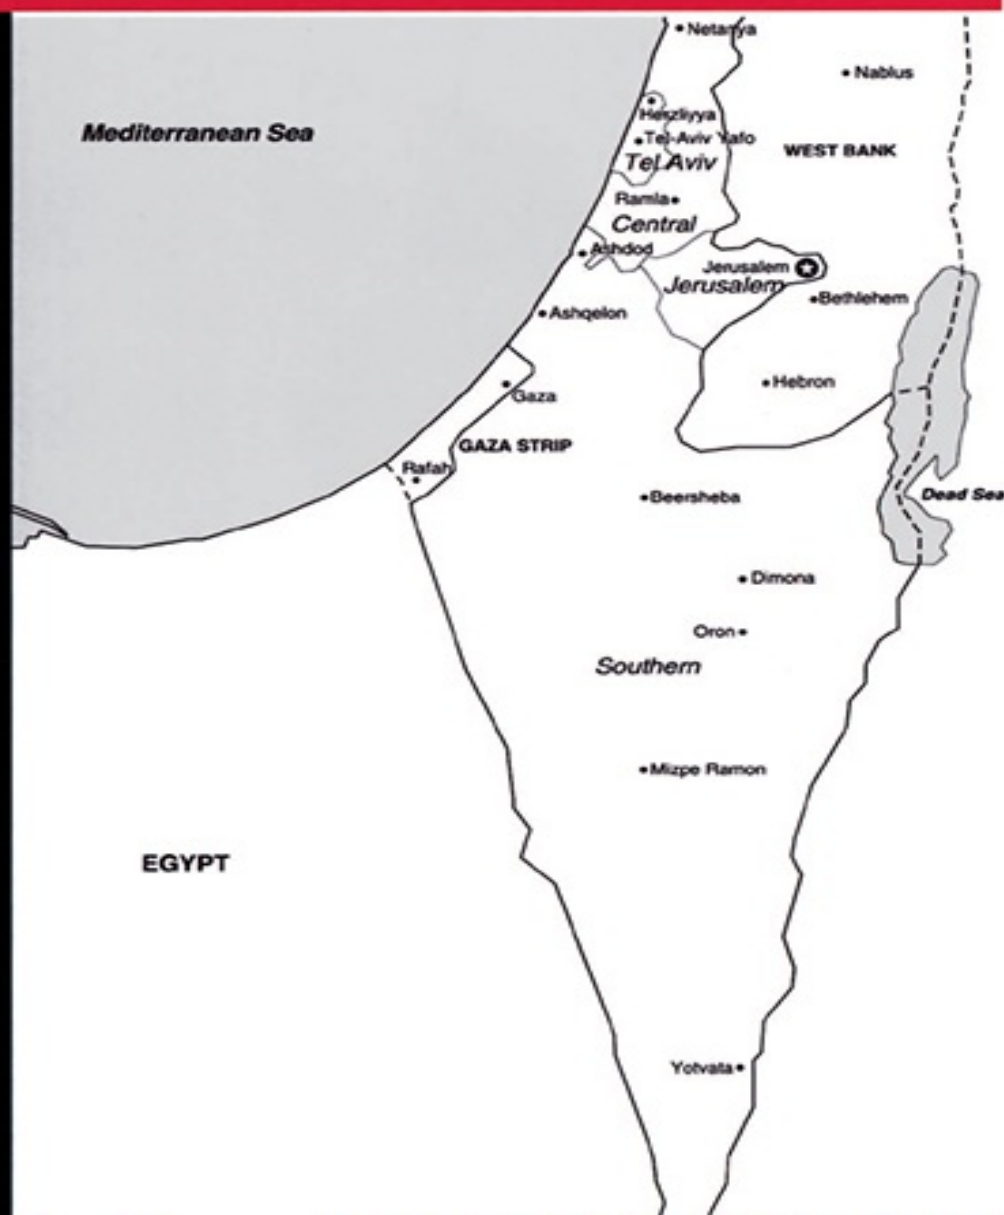 Netanya
Nablus
Mediterranean Sea
Herzliyya
Tel-Aviv Yafo
WEST BANK
Tel Aviv
Ramla
Central
Ashdod
Jerusalem
Jerusalem
Bethlehem
Ashqelon
Hebron
Gaza
GAZA STRIP
Rafah
Beersheba
Dead Sea
Dimona
Oron
Southern
Mizpe Ramon
EGYPT
Yotvata